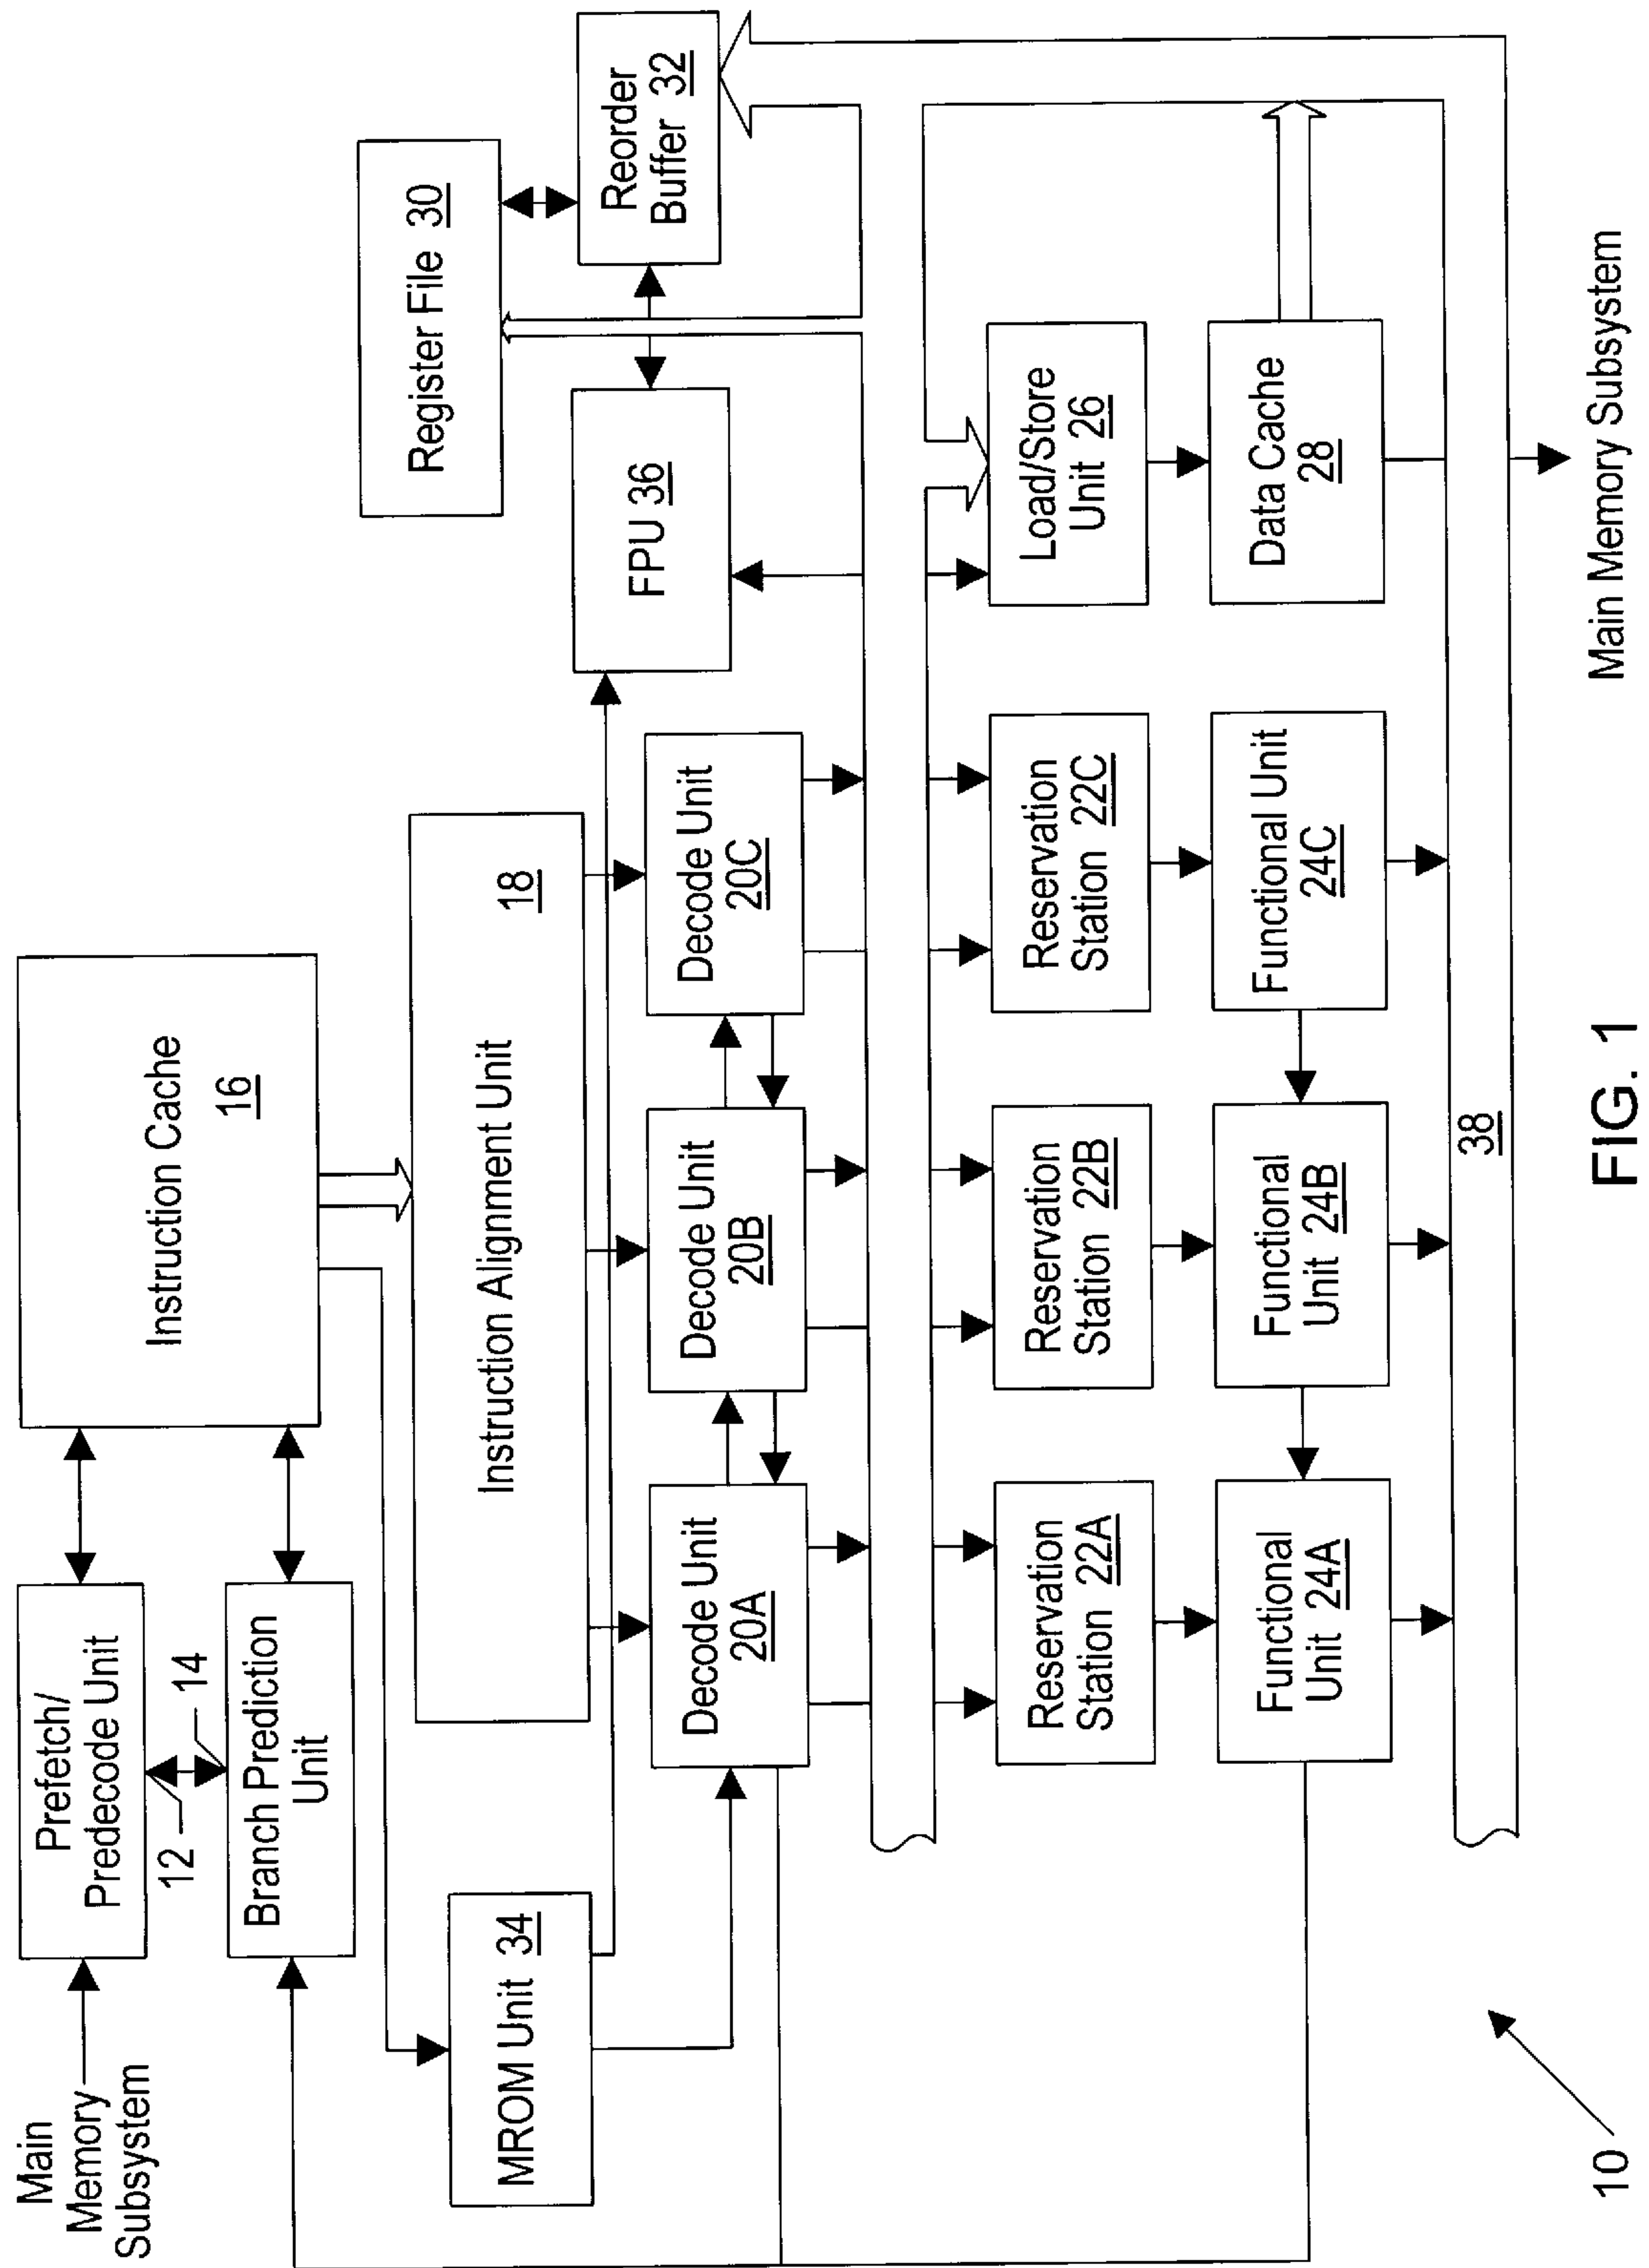 Main
Memory
Subsystem
Prefetch/
Predecode Unit
12
14
Branch Prediction
Unit
Instruction Cache
16
MROM Unit 34
Instruction Alignment Unit
18
Register File 30
Reorder
Buffer 32
FPU 36
Decode Unit
20A
Decode Unit
20B
Decode Unit
20C
Reservation
Station 22A
Reservation
Station 22B
Reservation
Station 22C
Load/Store
Unit 26
Functional
Unit 24A
Functional
Unit 24B
Functional Unit
24C
Data Cache
28
38
Main Memory Subsystem
10
FIG. 1